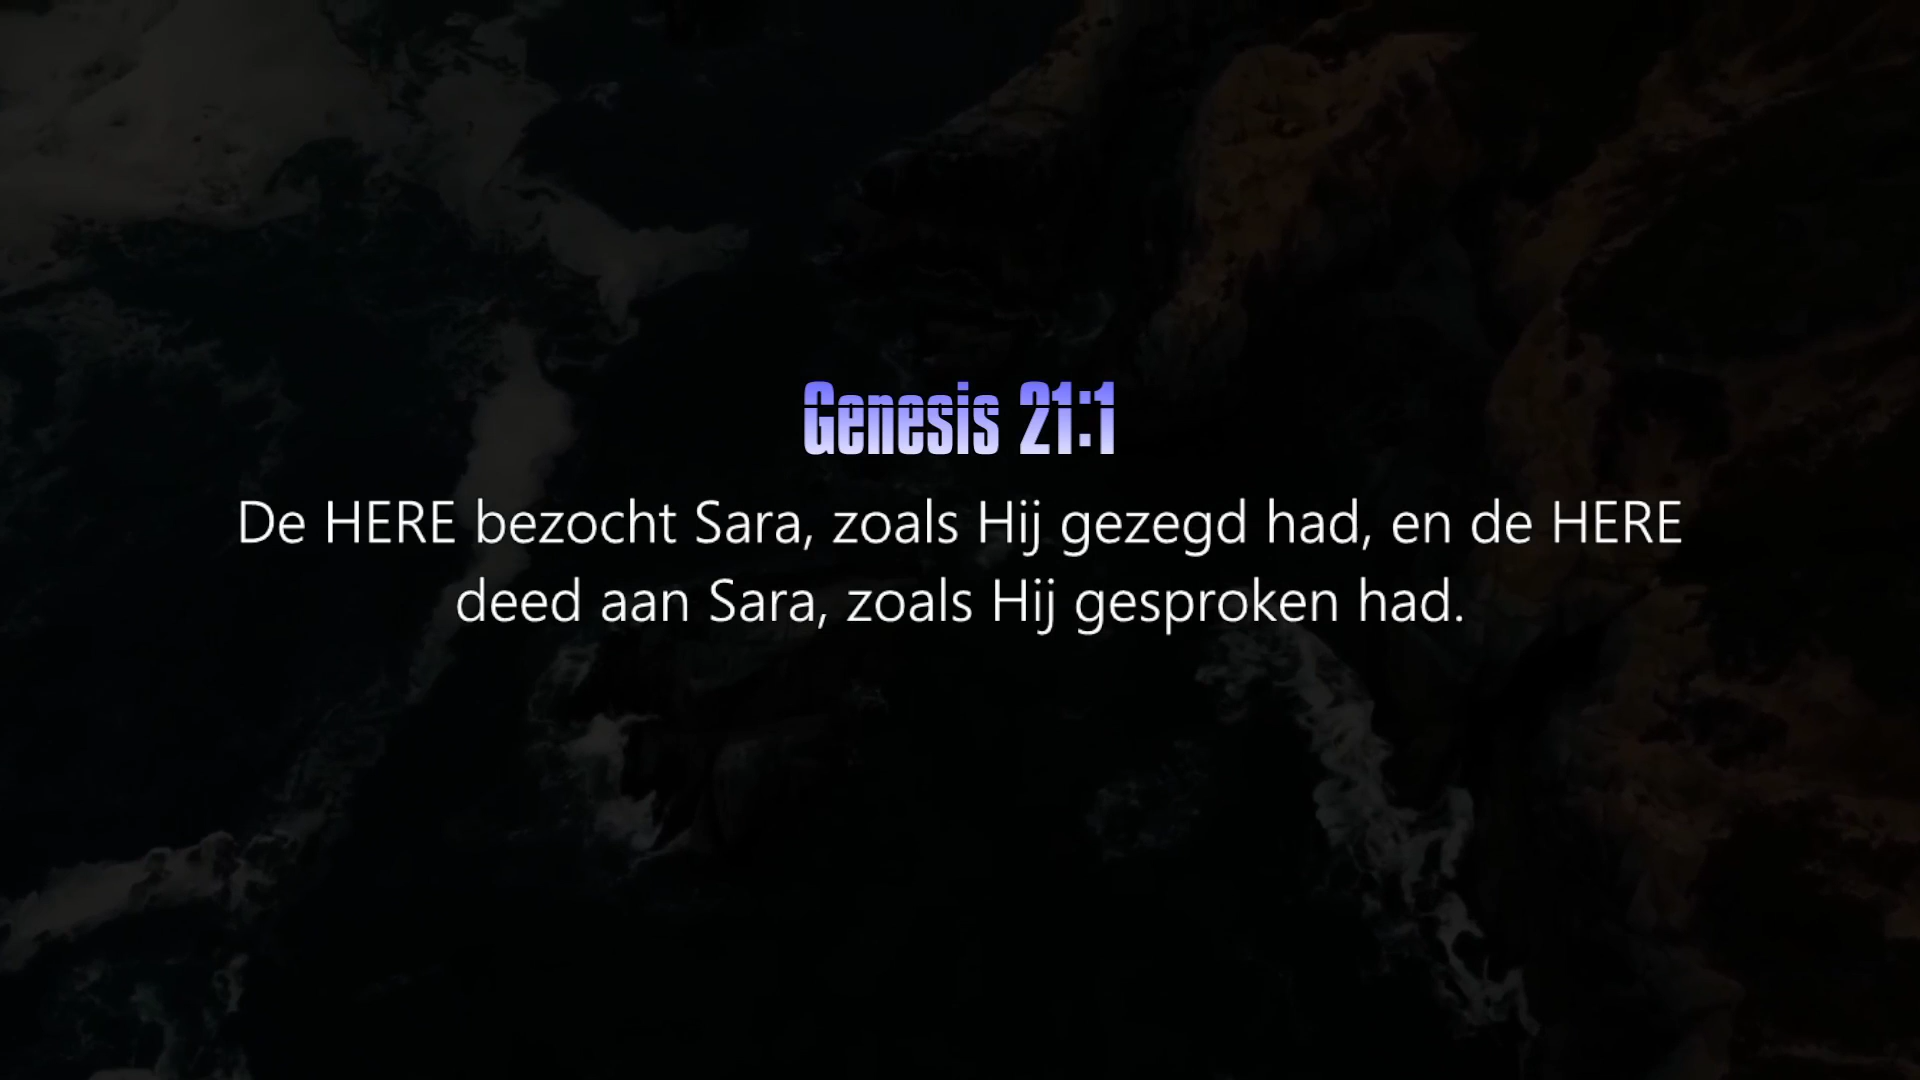 Genesis 21:1
De HERE bezocht Sara, zoals Hij gezegd had, en de HERE
deed aan Sara, zoals Hij gesproken had.